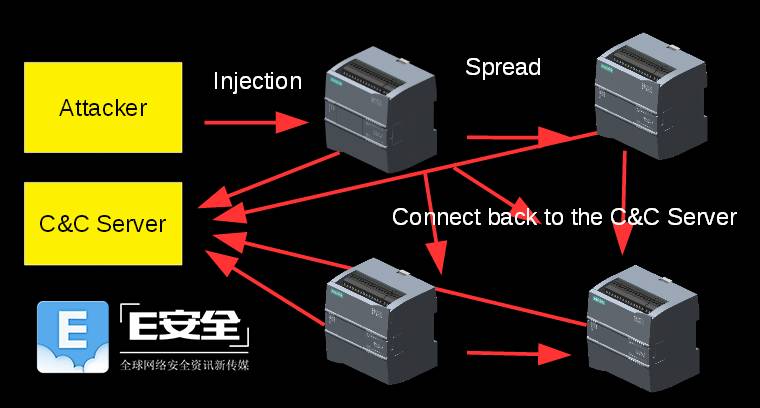 Attacker
Injection
Spread
C&C Server
Connect back to the C&C Server
E
E安全
全球网络安全资讯新传媒